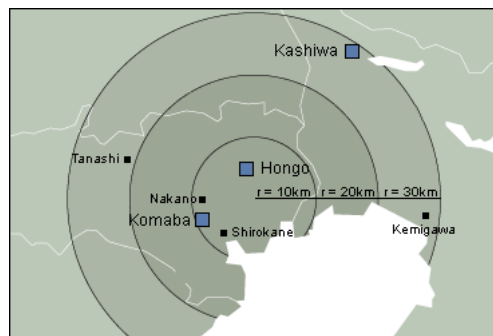 Kashiwa
Tanashi
Hongo
r = 10km r = 20km r = 30km
Nakano
Komaba
Shirokane
Kemigawa